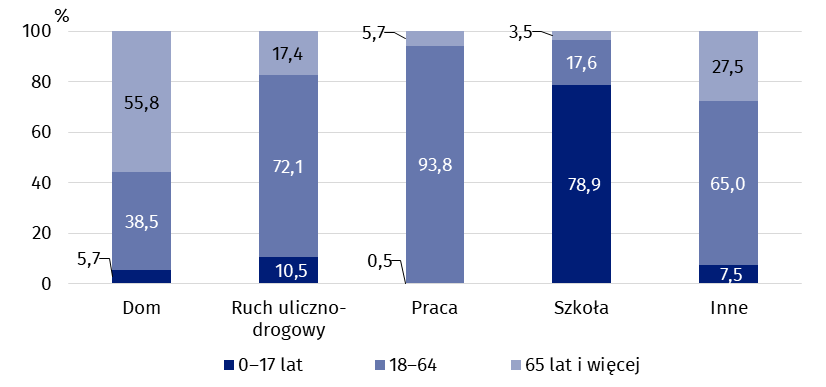 %
100
80
60
40
20
0
55,8
38,5
5,7
17,4
72,1
10,5
5,7
93,8
0,5
3,5
17,6
78,9
27,5
65,0
7,5
Dom
Ruch uliczno-
drogowy
Praca
Szkoła
Inne
0–17 lat
18–64
65 lat i więcej